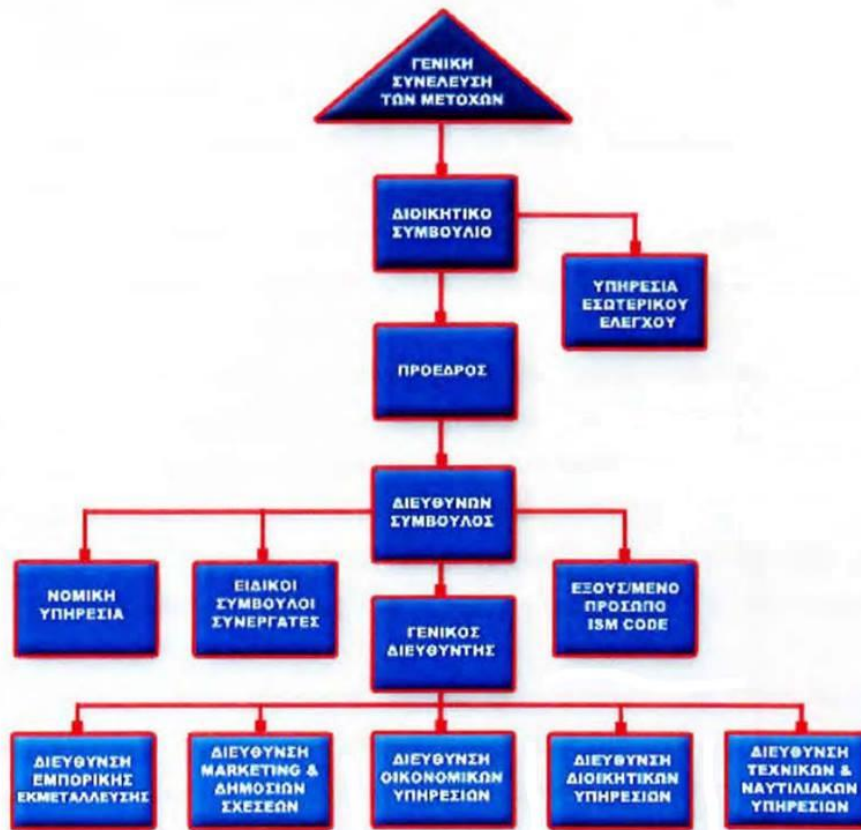 ΓΕΝΙΚΗ
ΣΥΝΕΛΕΥΣΗ
ΤΩΝ ΜΕΤΟΧΩΝ
ΔΙΟΙΚΗΤΙΚΟ
ΣΥΜΒΟΥΛΙΟ
ΥΠΗΡΕΣΙΑ
ΕΣΩΤΕΡΙΚΟΥ
ΕΛΕΓΧΟΥ
ΠΡΟΕΔΡΟΣ
ΔΙΕΥΘΥΝΩΝ
ΣΥΜΒΟΥΛΟΣ
ΝΟΜΙΚΗ
ΥΠΗΡΕΣΙΑ
ΕΙΔΙΚΟΙ
ΣΥΜΒΟΥΛΟΙ
ΣΥΝΕΡΓΑΤΕΣ
ΓΕΝΙΚΟΣ
ΔΙΕΥΘΥΝΤΗΣ
ΕΞΟΥΣ/ΜΕΝΟ
ΠΡΟΣΩΠΟ
ISM CODE
ΔΙΕΥΘΥΝΣΗ
ΕΜΠΟΡΙΚΗΣ
ΕΚΜΕΤΑΛΛΕΥΣΗΣ
ΔΙΕΥΘΥΝΣΗ
MARKETING &
ΔΗΜΟΣΙΩΝ
ΣΧΕΣΕΩΝ
ΔΙΕΥΘΥΝΣΗ
ΟΙΚΟΝΟΜΙΚΩΝ
ΥΠΗΡΕΣΙΩΝ
ΔΙΕΥΘΥΝΣΗ
ΔΙΟΙΚΗΤΙΚΩΝ
ΥΠΗΡΕΣΙΩΝ
ΔΙΕΥΘΥΝΣΗ
ΤΕΧΝΙΚΩΝ &
ΝΑΥΤΙΛΙΑΚΩΝ
ΥΠΗΡΕΣΙΩΝ